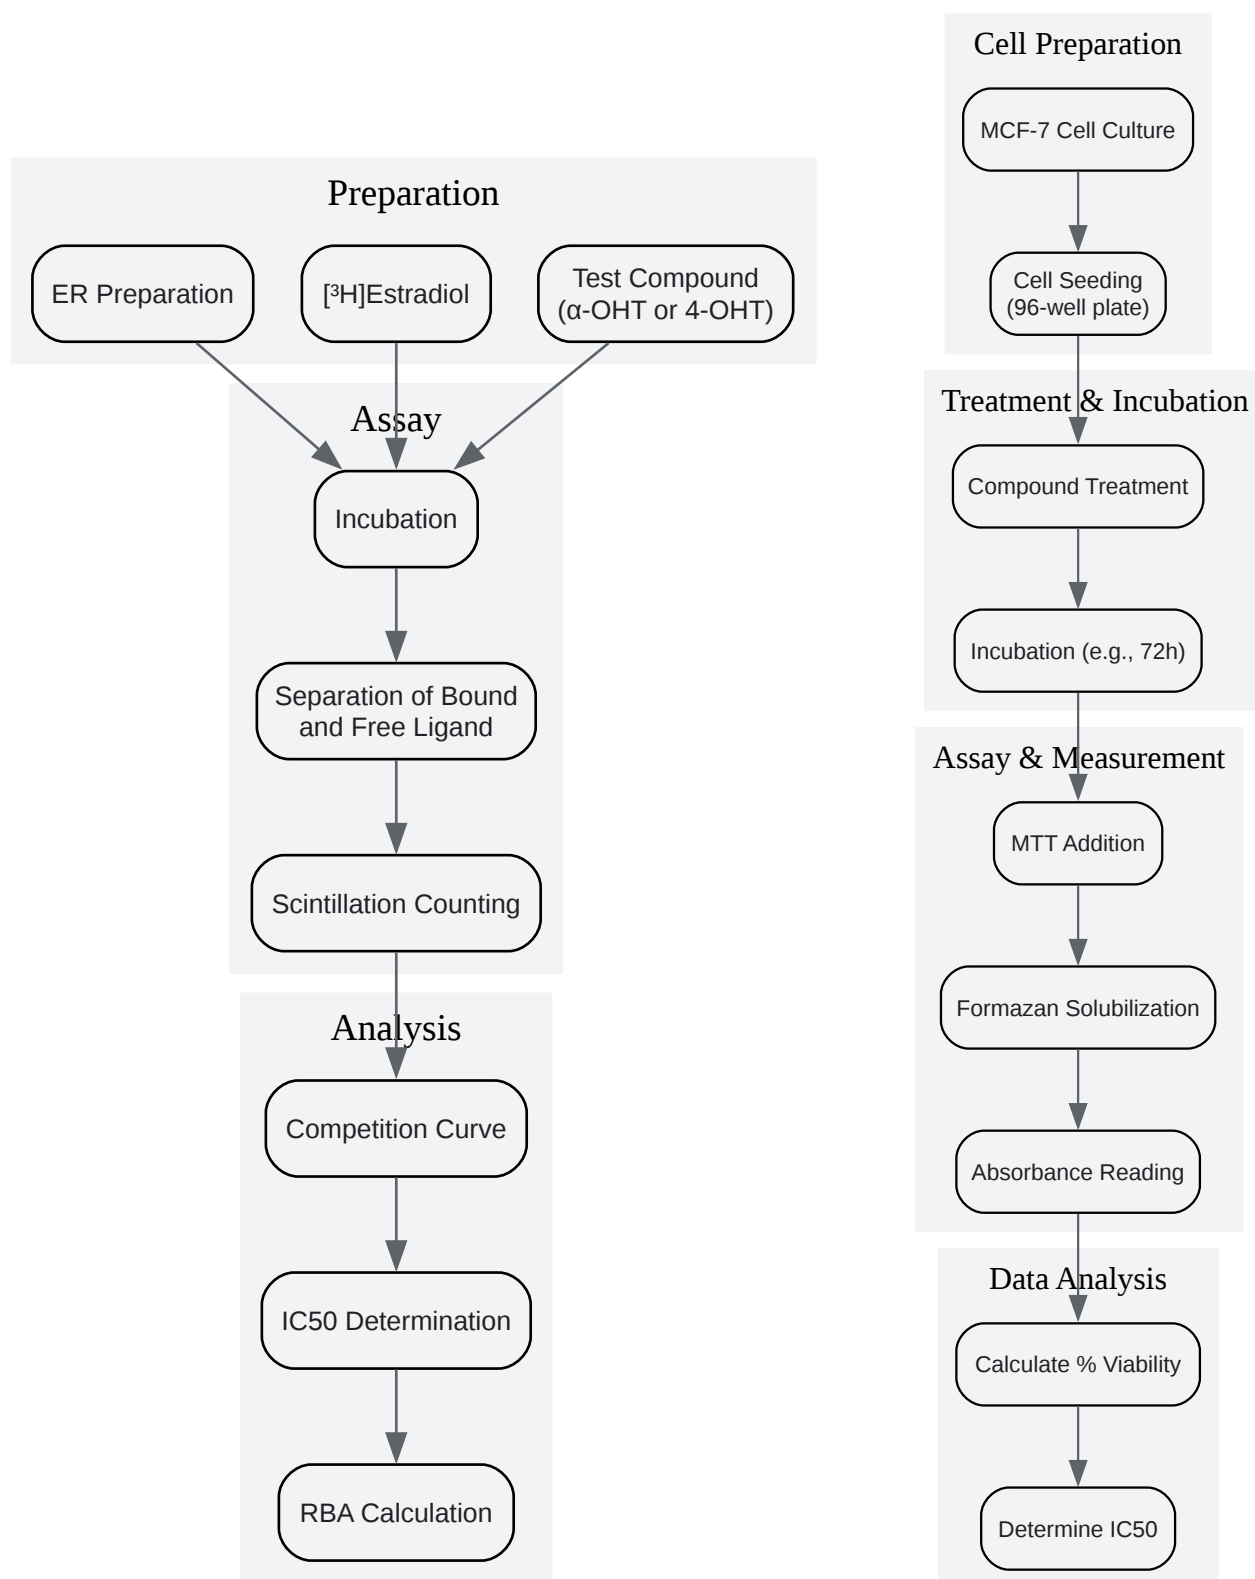 Preparation
ER Preparation
[³H]Estradiol
Test Compound
(α-OHT or 4-OHT)
Assay
Incubation
Separation of Bound
and Free Ligand
Scintillation Counting
Analysis
Competition Curve
IC50 Determination
RBA Calculation
Cell Preparation
MCF-7 Cell Culture
Cell Seeding
(96-well plate)
Treatment & Incubation
Compound Treatment
Incubation (e.g., 72h)
Assay & Measurement
MTT Addition
Formazan Solubilization
Absorbance Reading
Data Analysis
Calculate % Viability
Determine IC50